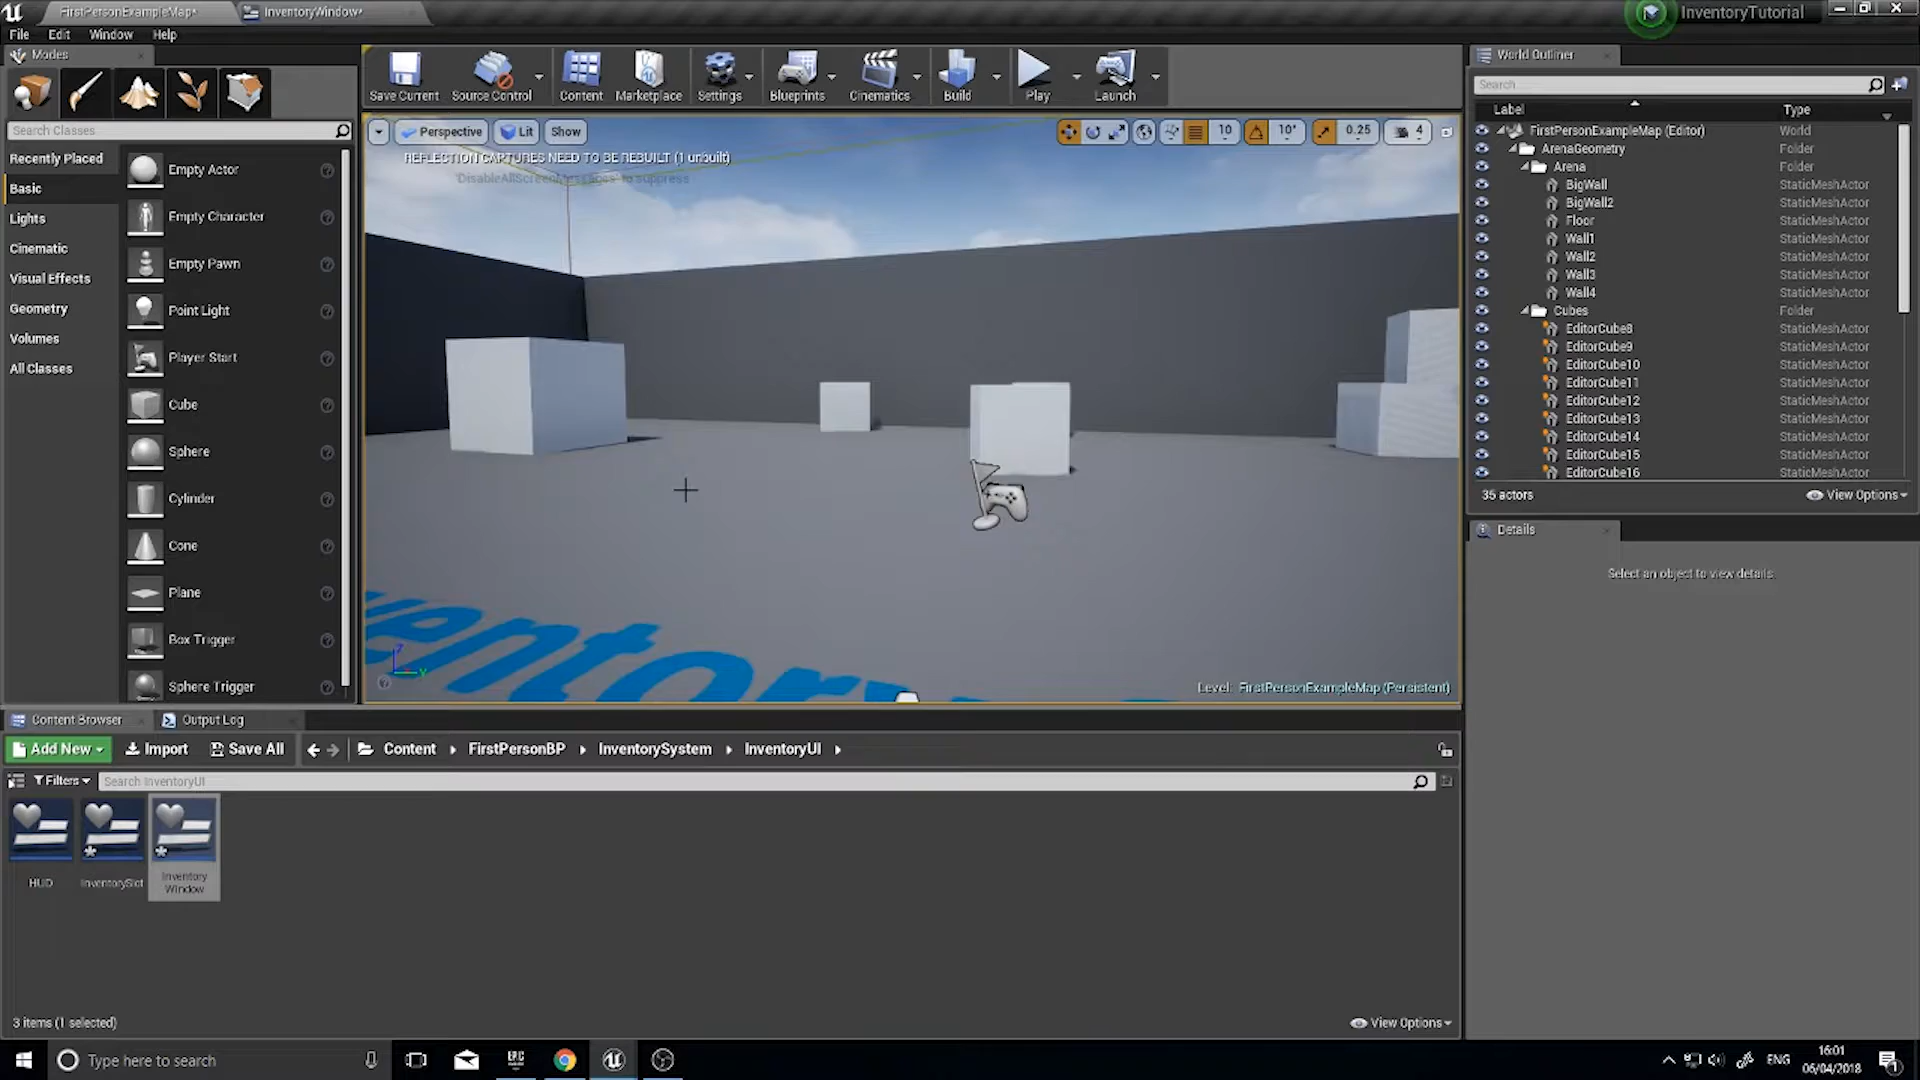 FirstPersonExampleMap*
InventoryWindow*
InventoryTutorial
File Edit Window Help
Modes
Search Classes
Recently Placed
Basic
Lights
Cinematic
Visual Effects
Geometry
Volumes
All Classes
Empty Actor
Empty Character
Empty Pawn
Point Light
Player Start
Cube
Sphere
Cylinder
Cone
Plane
Box Trigger
Sphere Trigger
Save Current Source Control Content Marketplace Settings Blueprints Cinematics Build Play Launch
Perspective Lit Show
10 10° 0.25 4
REFLECTION CAPTURES NEED TO BE REBUILT (1 unbuilt)
'DisableAllScreenMessages' to suppress
Z
Y
Level: FirstPersonExampleMap (Persistent)
World Outliner
Search
Label Type
FirstPersonExampleMap (Editor) World
ArenaGeometry Folder
Arena Folder
BigWall StaticMeshActor
BigWall2 StaticMeshActor
Floor StaticMeshActor
Wall1 StaticMeshActor
Wall2 StaticMeshActor
Wall3 StaticMeshActor
Wall4 StaticMeshActor
Cubes Folder
EditorCube8 StaticMeshActor
EditorCube9 StaticMeshActor
EditorCube10 StaticMeshActor
EditorCube11 StaticMeshActor
EditorCube12 StaticMeshActor
EditorCube13 StaticMeshActor
EditorCube14 StaticMeshActor
EditorCube15 StaticMeshActor
EditorCube16 StaticMeshActor
35 actors
View Options
Details
Select an object to view details.
Content Browser
Output Log
Add New Import Save All Content FirstPersonBP InventorySystem InventoryUI
Filters Search InventoryUI
HUD
InventorySlot
Inventory
Window
3 items (1 selected)
View Options
Type here to search
EPIC
ENG
16:01
06/04/2018
1